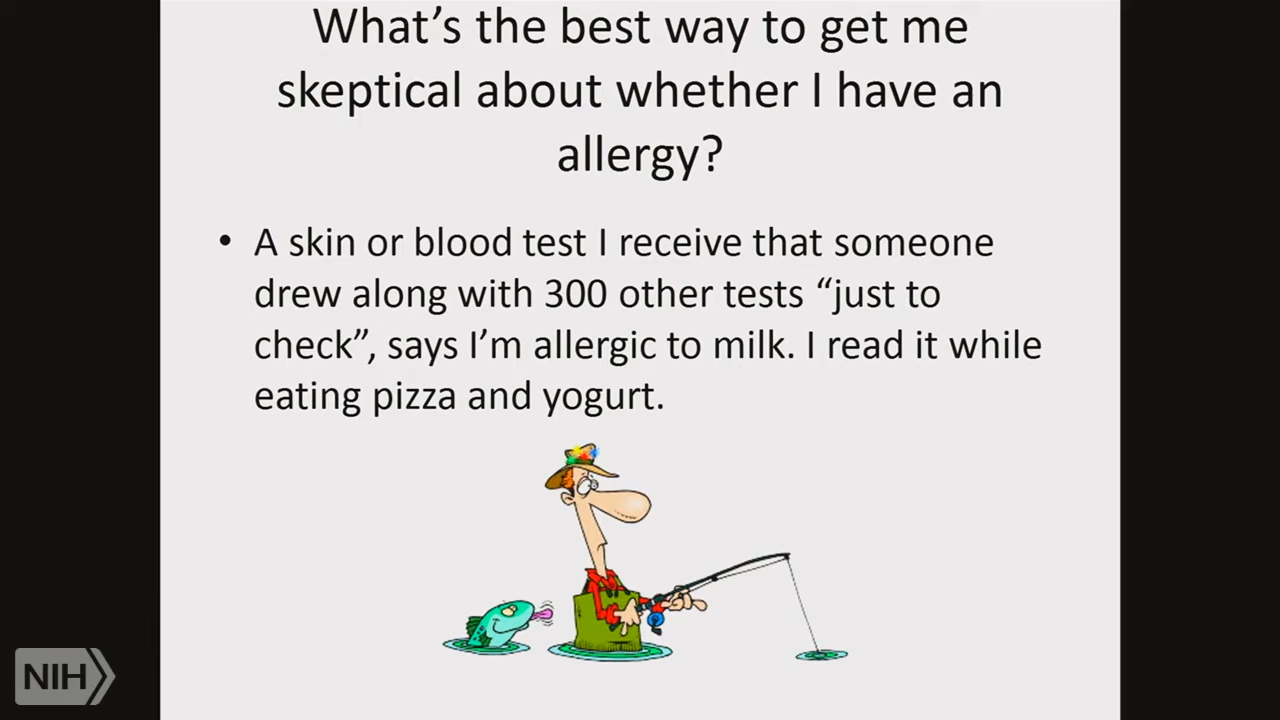 What’s the best way to get me
skeptical about whether I have an
allergy?
• A skin or blood test I receive that someone
drew along with 300 other tests “just to
check”, says I’m allergic to milk. I read it while
eating pizza and yogurt.
NIH